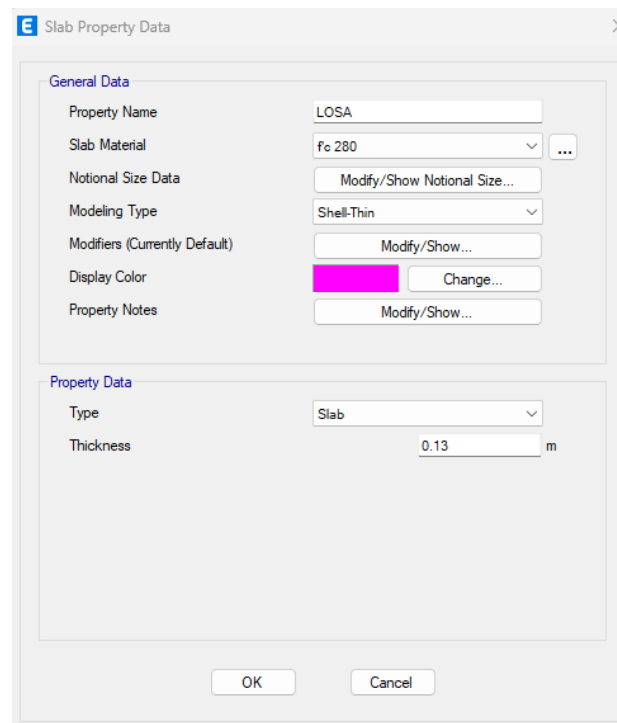 E Slab Property Data
General Data
Property Name LOSA
Slab Material f'c 280 ...
Notional Size Data Modify/Show Notional Size...
Modeling Type Shell-Thin
Modifiers (Currently Default) Modify/Show...
Display Color Change...
Property Notes Modify/Show...
Property Data
Type Slab
Thickness 0.13 m
OK Cancel